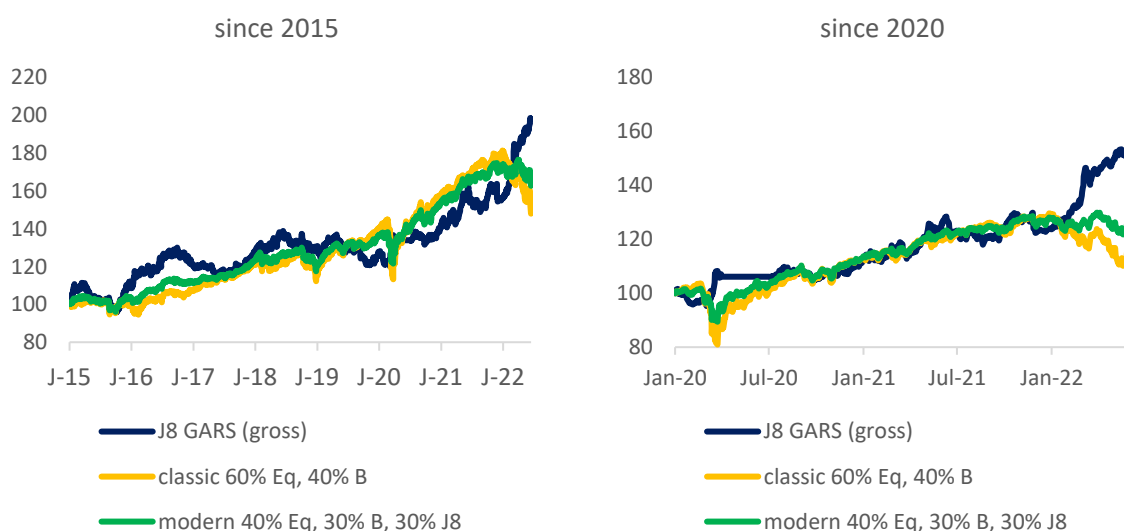 since 2015
220
200
180
160
140
120
100
80
J-15 J-16 J-17 J-18 J-19 J-20 J-21 J-22
J8 GARS (gross)
classic 60% Eq, 40% B
modern 40% Eq, 30% B, 30% J8
since 2020
180
160
140
120
100
80
Jan-20 Jul-20 Jan-21 Jul-21 Jan-22
J8 GARS (gross)
classic 60% Eq, 40% B
modern 40% Eq, 30% B, 30% J8